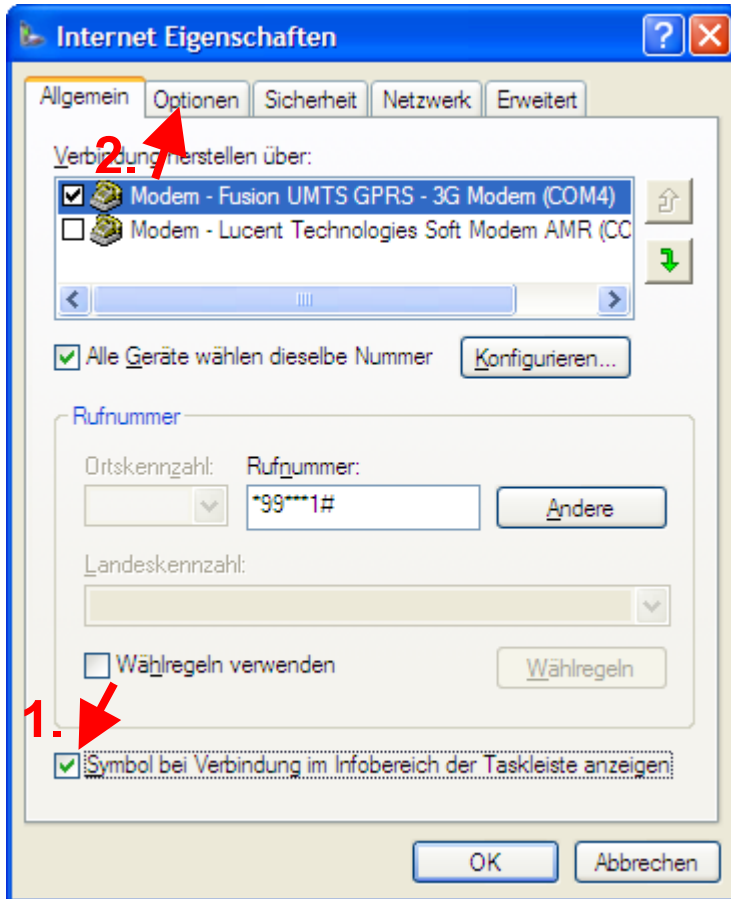 Internet Eigenschaften
Allgemein Optionen Sicherheit Netzwerk Erweitert
2.
Verbindung herstellen über:
Modem - Fusion UMTS GPRS - 3G Modem (COM4)
Modem - Lucent Technologies Soft Modem AMR (CC
Alle Geräte wählen dieselbe Nummer Konfigurieren...
Rufnummer
Ortskennzahl: Rufnummer:
*99***1# Andere
Landeskennzahl:
Wählregeln verwenden Wählregeln
1.
Symbol bei Verbindung im Infobereich der Taskleiste anzeigen
OK Abbrechen